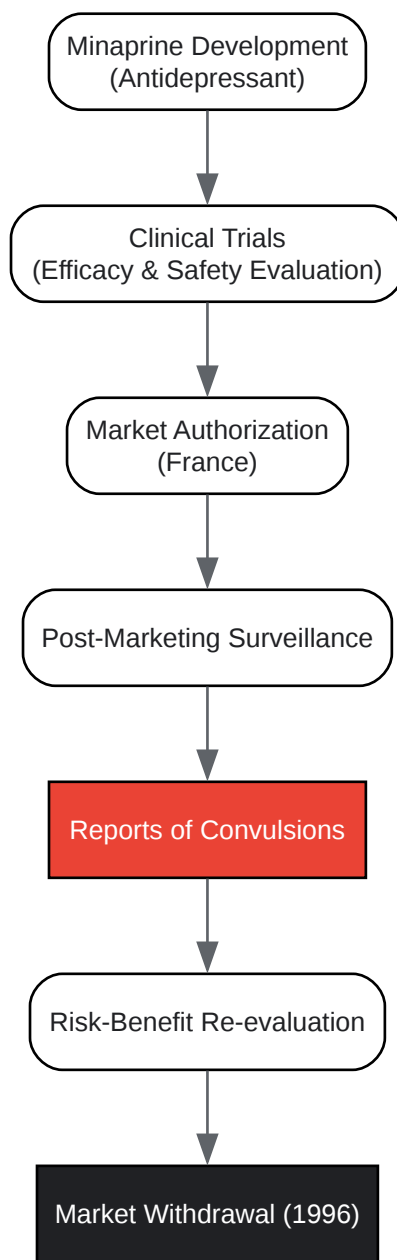 Minaprine Development
(Antidepressant)
Clinical Trials
(Efficacy & Safety Evaluation)
Market Authorization
(France)
Post-Marketing Surveillance
Reports of Convulsions
Risk-Benefit Re-evaluation
Market Withdrawal (1996)